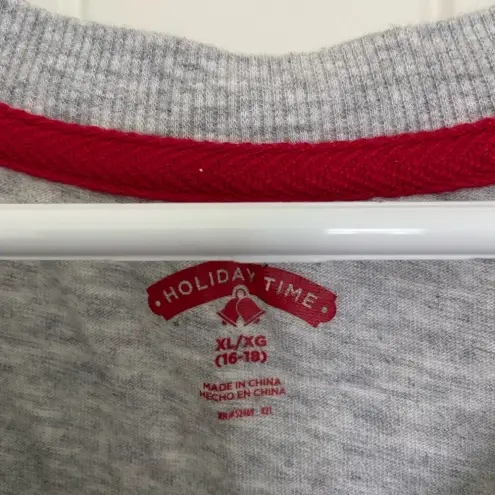 ·HOLIDAY TIME·
XL/XG
(16-18)
MADE IN CHINA
HECHO EN CHINA